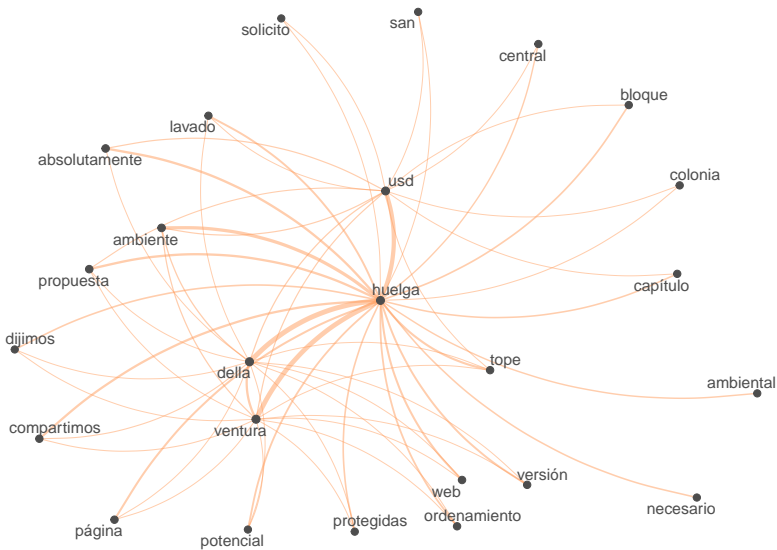 san
solicito
central
bloque
lavado
absolutamente
usd
colonia
ambiente
propuesta
huelga
capítulo
dijimos
della
tope
ambiental
compartimos
ventura
versión
web
necesario
ordenamiento
protegidas
página
potencial